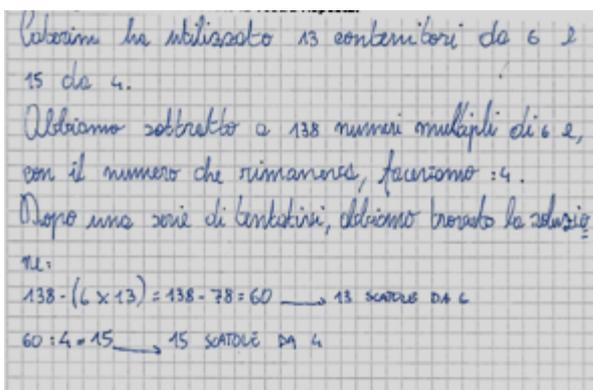 Caterina ha utilizzato 13 contenitori da 6 e
15 da 4.
Abbiamo sottratto a 138 numeri multipli di 6 e,
con il numero che rimaneva, facevamo :4.
Dopo una serie di tentativi, abbiamo trovato la soluzio
ne:
138-(6x13)=138-78=60 → 13 SCATOLE DA 6
60:4=15 → 15 SCATOLE DA 4